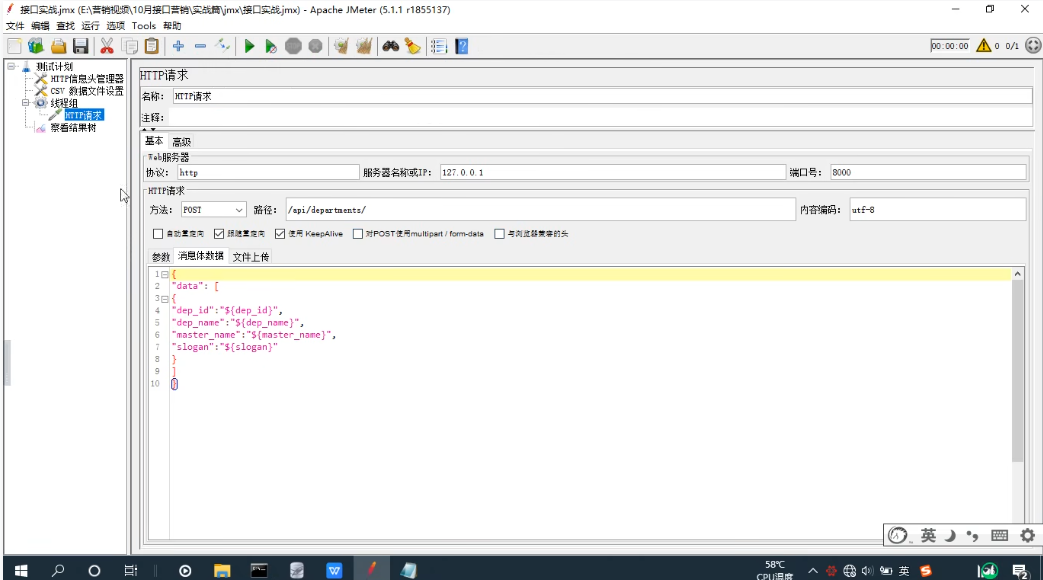 接口实战.jmx (E:\营销视频\10月接口营销\实战篇\jmx\接口实战.jmx) - Apache JMeter (5.1.1 r1855137)
文件 编辑 查找 运行 选项 Tools 帮助
00:00:00 0 0/1
测试计划
HTTP信息头管理器
CSV 数据文件设置
线程组
HTTP请求
察看结果树
HTTP请求
名称: HTTP请求
注释:
基本 高级
Web服务器
协议: http 服务器名称或IP: 127.0.0.1 端口号: 8000
HTTP请求
方法: POST 路径: /api/departments/ 内容编码: utf-8
自动重定向 跟随重定向 使用 KeepAlive 对POST使用multipart / form-data 与浏览器兼容的头
参数 消息体数据 文件上传
1 {
2 "data": [
3 {
4 "dep_id":"${dep_id}",
5 "dep_name":"${dep_name}",
6 "master_name":"${master_name}",
7 "slogan":"${slogan}"
8 }
9 ]
10 }
英
58℃
CPU温度
英
2